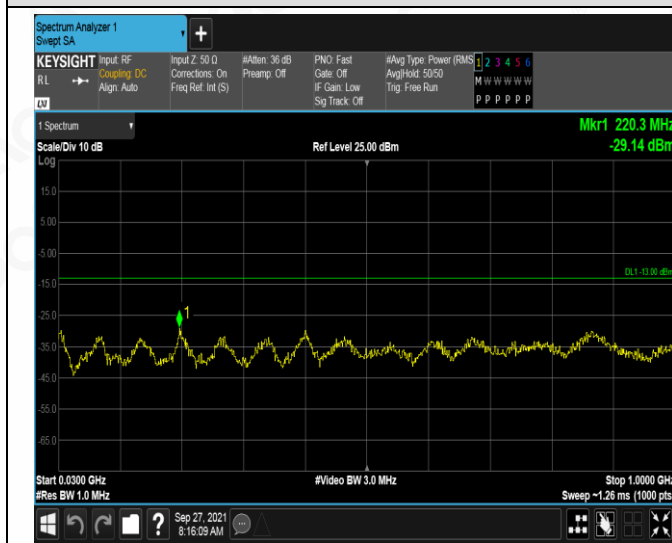 Spectrum Analyzer 1
Swept SA
+
KEYSIGHT Input: RF Input Z: 50 Ω #Atten: 36 dB PNO: Fast #Avg Type: Power (RMS 1 2 3 4 5 6
RL Coupling: DC Corrections: On Preamp: Off Gate: Off Avg|Hold: 50/50 M W W W W W
Align: Auto Freq Ref: Int (S) IF Gain: Low Trig: Free Run
LXI Sig Track: Off P P P P P P
1 Spectrum Mkr1 220.3 MHz
Scale/Div 10 dB Ref Level 25.00 dBm -29.14 dBm
Log
15.0
5.00
-5.00
DL1 -13.00 dBm
-15.0
-25.0
1
-35.0
-45.0
-55.0
-65.0
Start 0.0300 GHz #Video BW 3.0 MHz Stop 1.0000 GHz
#Res BW 1.0 MHz Sweep ~1.26 ms (1000 pts
? Sep 27, 2021
8:16:09 AM